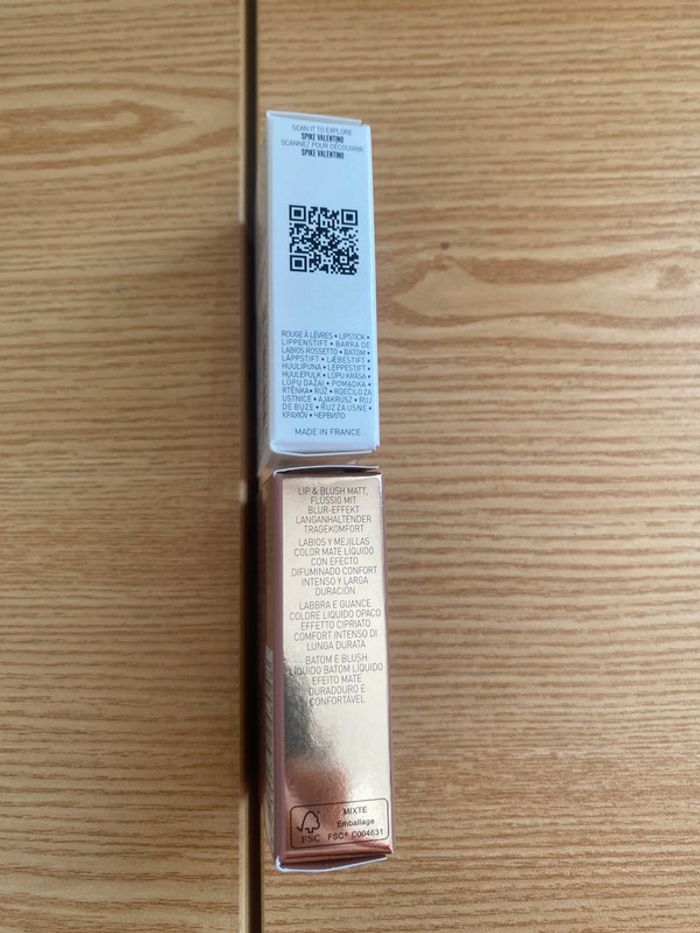 SCAN IT TO EXPLORE
SPIKE VALENTINO
SCANNEZ POUR DÉCOUVRIR
SPIKE VALENTINO
ROUGE À LÈVRES • LIPSTICK •
LIPPENSTIFT • BARRA DE
LABIOS ROSSETTO • BATOM •
LÄPPSTIFT • LÆBESTIFT •
HUULIPUNA • LEPPESTIFT •
HUULEPULK • LŪPU KRĀSA •
LŪPŲ DAŽAI • POMADKA •
RTĚNKA • RÚŽ • RDEČILO ZA
USTNICE • AJAKRÚZS • RUJ
DE BUZE • RUŽ ZA USNE •
ΚΡΑΓΙΟΝ • ЧЕРВИЛО
MADE IN FRANCE
LIP & BLUSH MATT,
FLÜSSIG MIT
BLUR-EFFEKT
LANGANHALTENDER
TRAGEKOMFORT
LABIOS Y MEJILLAS
COLOR MATE LÍQUIDO
CON EFECTO
DIFUMINADO CONFORT
INTENSO Y LARGA
DURACIÓN
LABBRA E GUANCE
COLORE LIQUIDO OPACO
EFFETTO CIPRIATO
COMFORT INTENSO DI
LUNGA DURATA
BATOM E BLUSH
LÍQUIDO BATOM LÍQUIDO
EFEITO MATE
DURADOURO E
CONFORTÁVEL
MIXTE
Emballage
FSC FSC® C004631